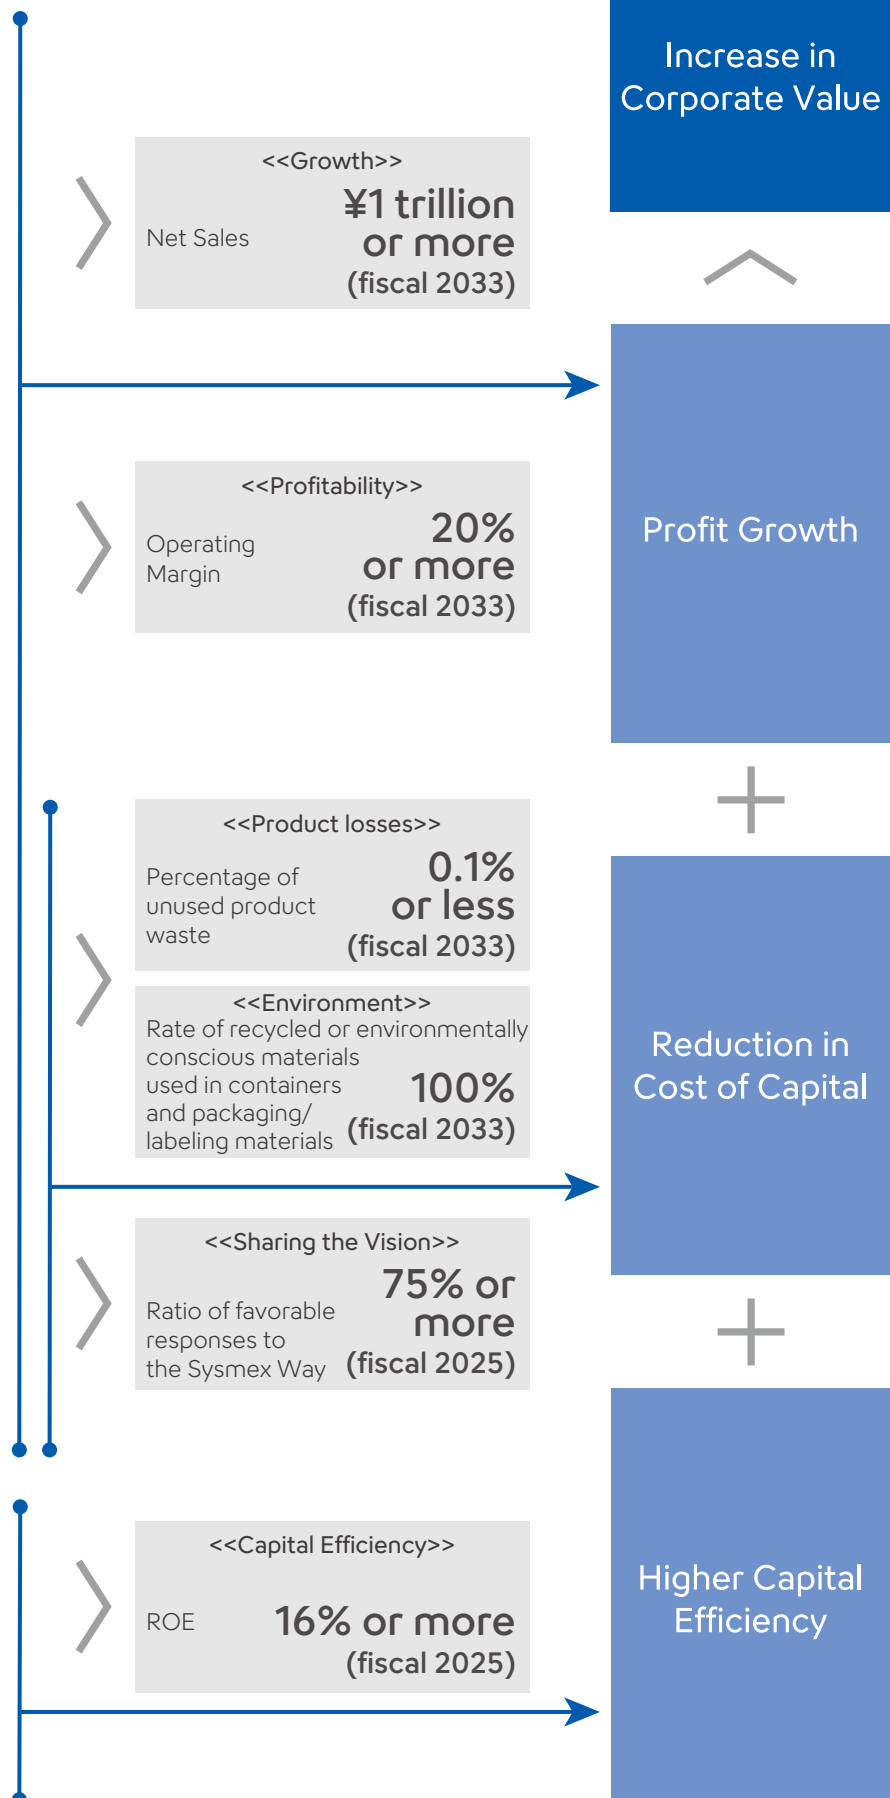 Increase in
Corporate Value
<<Growth>>
Net Sales
¥1 trillion
or more
(fiscal 2033)
<<Profitability>>
Operating
Margin
20%
or more
(fiscal 2033)
Profit Growth
<<Product losses>>
Percentage of
unused product
waste
0.1%
or less
(fiscal 2033)
<<Environment>>
Rate of recycled or environmentally
conscious materials
used in containers
and packaging/
labeling materials
100%
(fiscal 2033)
Reduction in
Cost of Capital
<<Sharing the Vision>>
Ratio of favorable
responses to
the Sysmex Way
75% or
more
(fiscal 2025)
<<Capital Efficiency>>
ROE
16% or more
(fiscal 2025)
Higher Capital
Efficiency